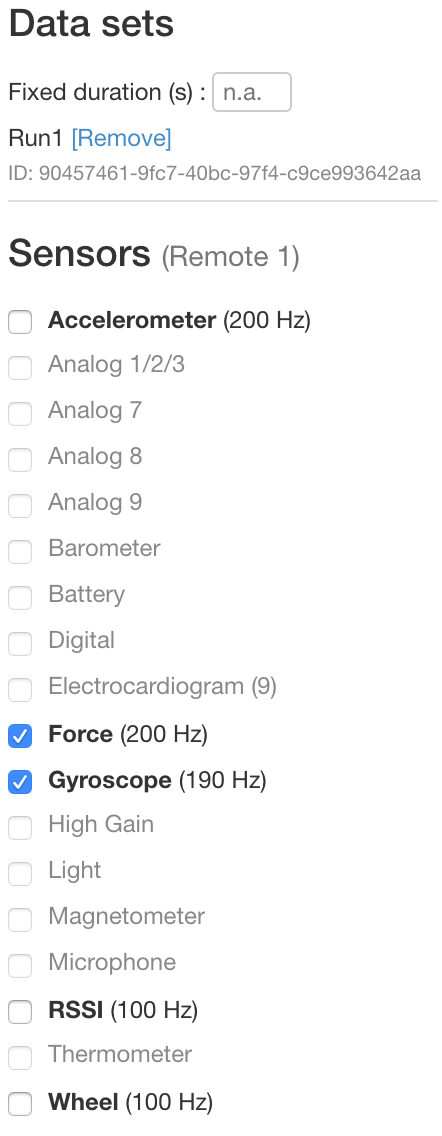 Data sets
Fixed duration (s) : n.a.
Run1 [Remove]
ID: 90457461-9fc7-40bc-97f4-c9ce993642aa
Sensors (Remote 1)
Accelerometer (200 Hz)
Analog 1/2/3
Analog 7
Analog 8
Analog 9
Barometer
Battery
Digital
Electrocardiogram (9)
Force (200 Hz)
Gyroscope (190 Hz)
High Gain
Light
Magnetometer
Microphone
RSSI (100 Hz)
Thermometer
Wheel (100 Hz)